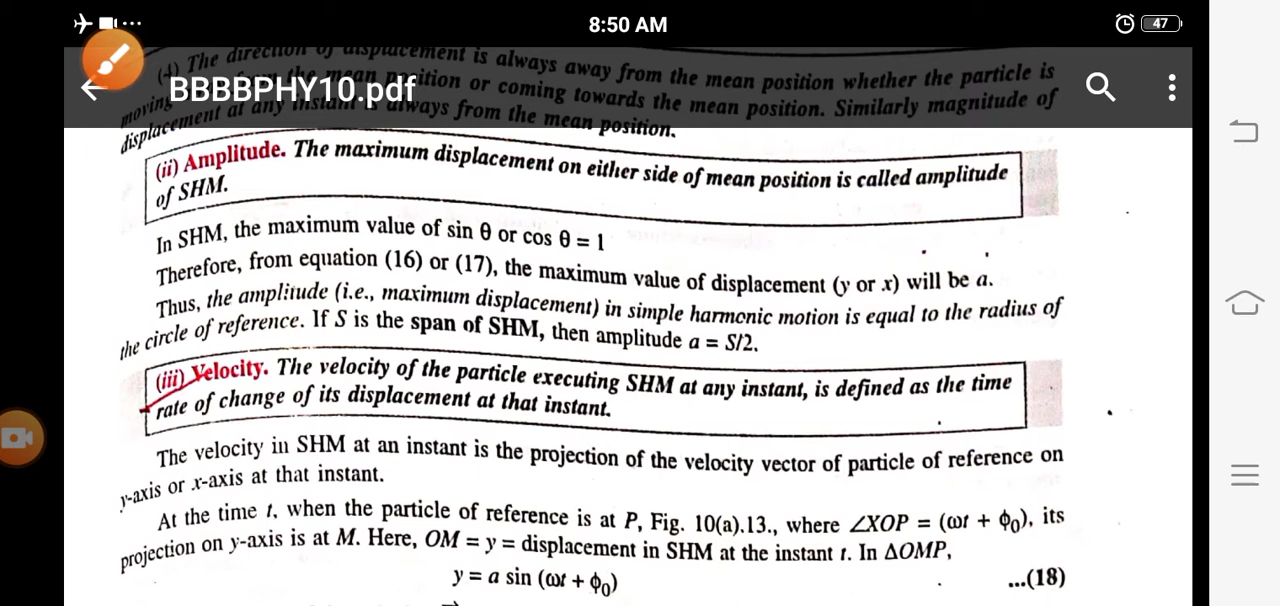 8:50 AM
47
BBBBPHY10.pdf
(4) The direction of displacement is always away from the mean position whether the particle is
moving from the mean position or coming towards the mean position. Similarly magnitude of
displacement at any instant is always from the mean position.
(ii) Amplitude. The maximum displacement on either side of mean position is called amplitude
of SHM.
In SHM, the maximum value of sin θ or cos θ = 1
Therefore, from equation (16) or (17), the maximum value of displacement (y or x) will be a.
Thus, the amplitude (i.e., maximum displacement) in simple harmonic motion is equal to the radius of
the circle of reference. If S is the span of SHM, then amplitude a = S/2.
(iii) Velocity. The velocity of the particle executing SHM at any instant, is defined as the time
rate of change of its displacement at that instant.
The velocity in SHM at an instant is the projection of the velocity vector of particle of reference on
y-axis or x-axis at that instant.
At the time t, when the particle of reference is at P, Fig. 10(a).13., where ∠XOP = (ωt + ϕ₀), its
projection on y-axis is at M. Here, OM = y = displacement in SHM at the instant t. In ΔOMP,
y = a sin (ωt + ϕ₀) ...(18)